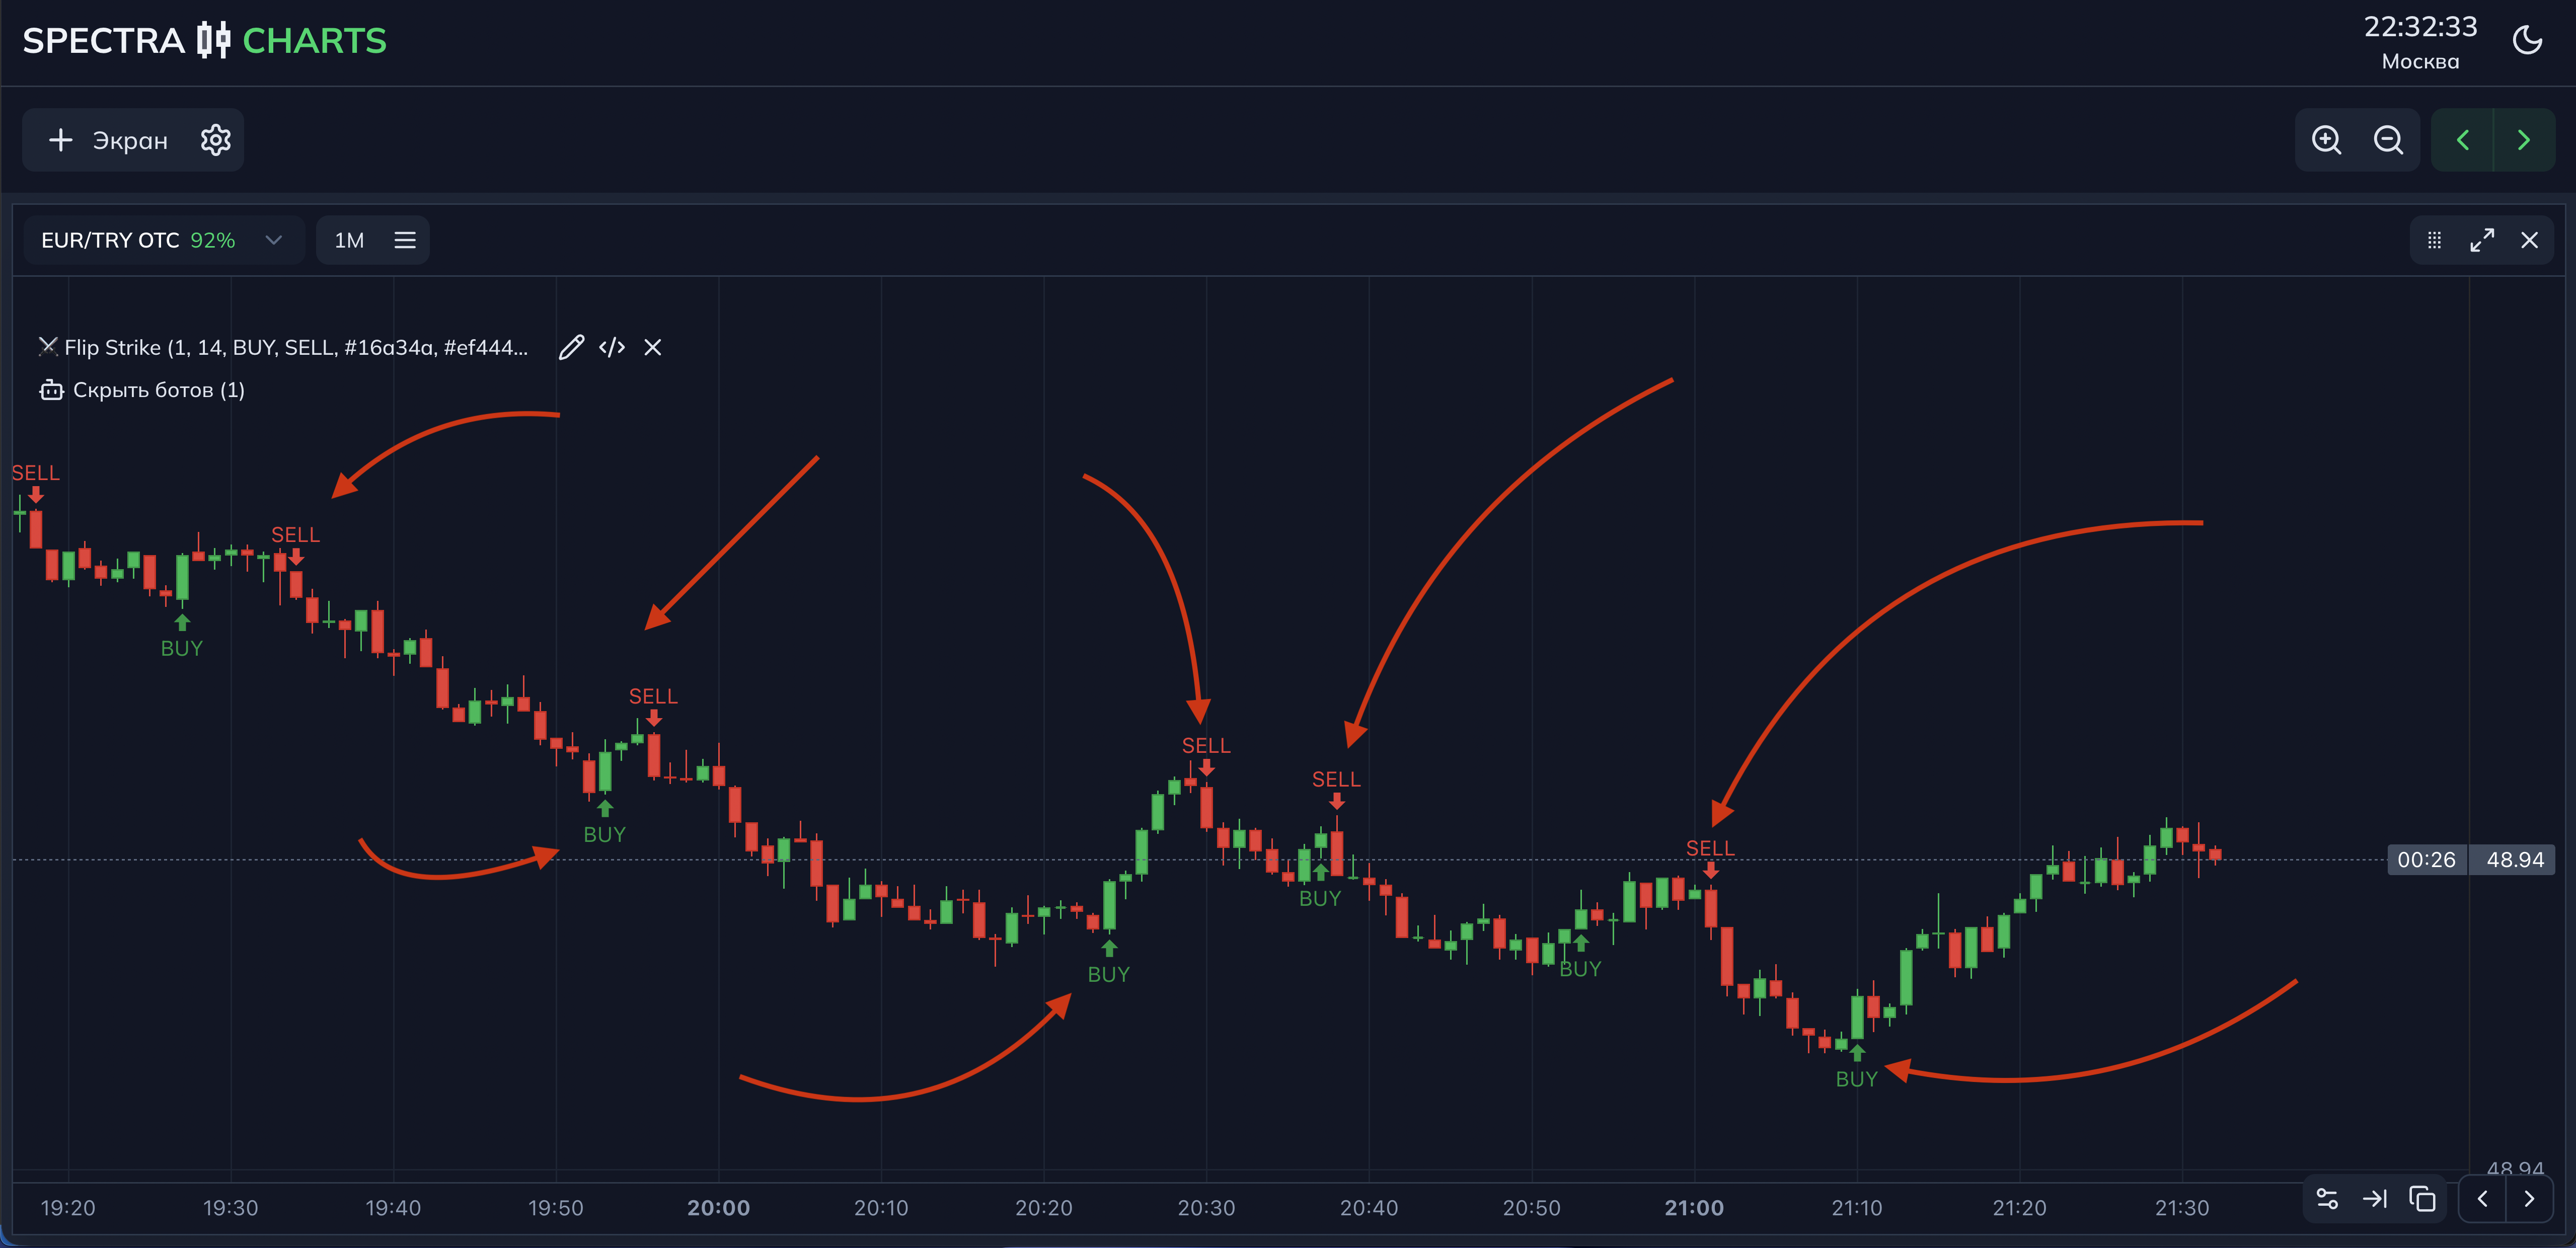 SPECTRA CHARTS
22:32:33
Москва
Экран
EUR/TRY OTC 92%
1M
Flip Strike (1, 14, BUY, SELL, #16a34a, #ef444...
Скрыть ботов (1)
SELL
SELL
BUY
SELL
BUY
SELL
SELL
BUY
BUY
SELL
BUY
BUY
00:26 48.94
48.94
19:20 19:30 19:40 19:50 20:00 20:10 20:20 20:30 20:40 20:50 21:00 21:10 21:20 21:30